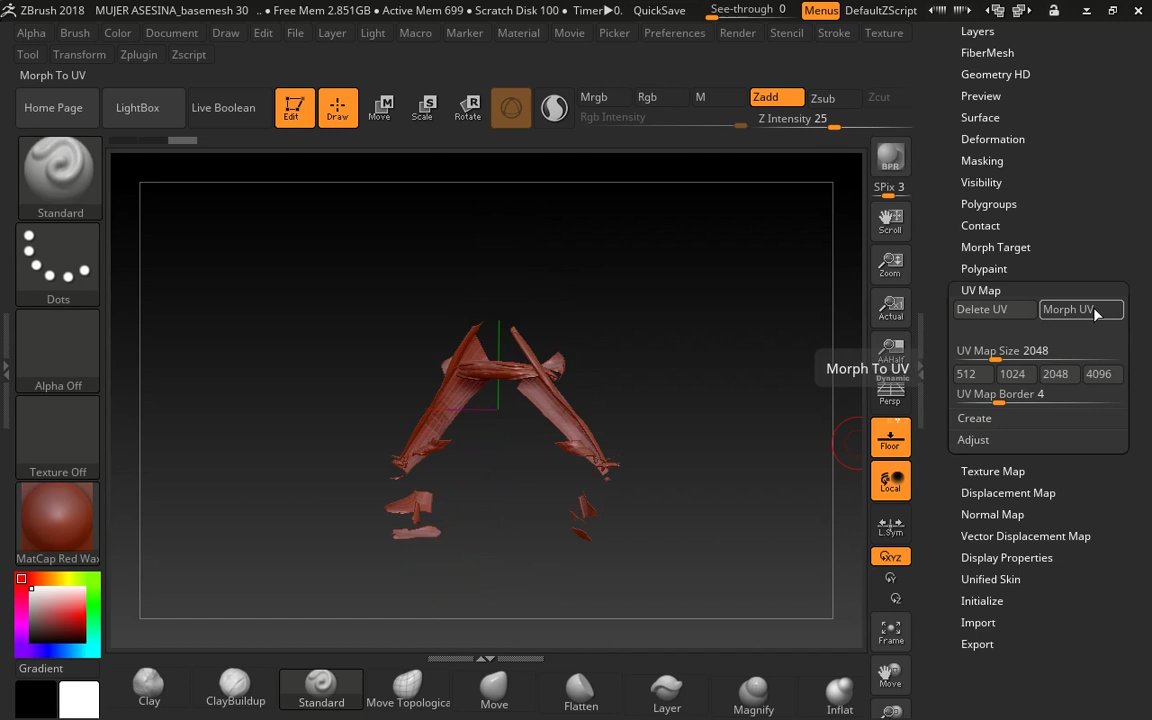 ZBrush 2018 MUJER ASESINA_basemesh 30 .. • Free Mem 2.851GB • Active Mem 699 • Scratch Disk 100 • Timer▶0. QuickSave See-through 0 Menus DefaultZScript
Alpha Brush Color Document Draw Edit File Layer Light Macro Marker Material Movie Picker Preferences Render Stencil Stroke Texture
Tool Transform Zplugin Zscript
Morph To UV
Home Page LightBox Live Boolean Edit Draw Move Scale Rotate
Mrgb Rgb M Zadd Zsub Zcut
Rgb Intensity Z Intensity 25
Standard
Dots
Alpha Off
Texture Off
MatCap Red Wax
Gradient
BPR
SPix 3
Scroll
Zoom
Actual
AAHalf
Dynamic
Persp
Floor
Local
L.Sym
XYZ
Y
Z
Frame
Move
Morph To UV
Layers
FiberMesh
Geometry HD
Preview
Surface
Deformation
Masking
Visibility
Polygroups
Contact
Morph Target
Polypaint
UV Map
Delete UV Morph UV
UV Map Size 2048
512 1024 2048 4096
UV Map Border 4
Create
Adjust
Texture Map
Displacement Map
Normal Map
Vector Displacement Map
Display Properties
Unified Skin
Initialize
Import
Export
Clay ClayBuildup Standard Move Topologica Move Flatten Layer Magnify Inflat